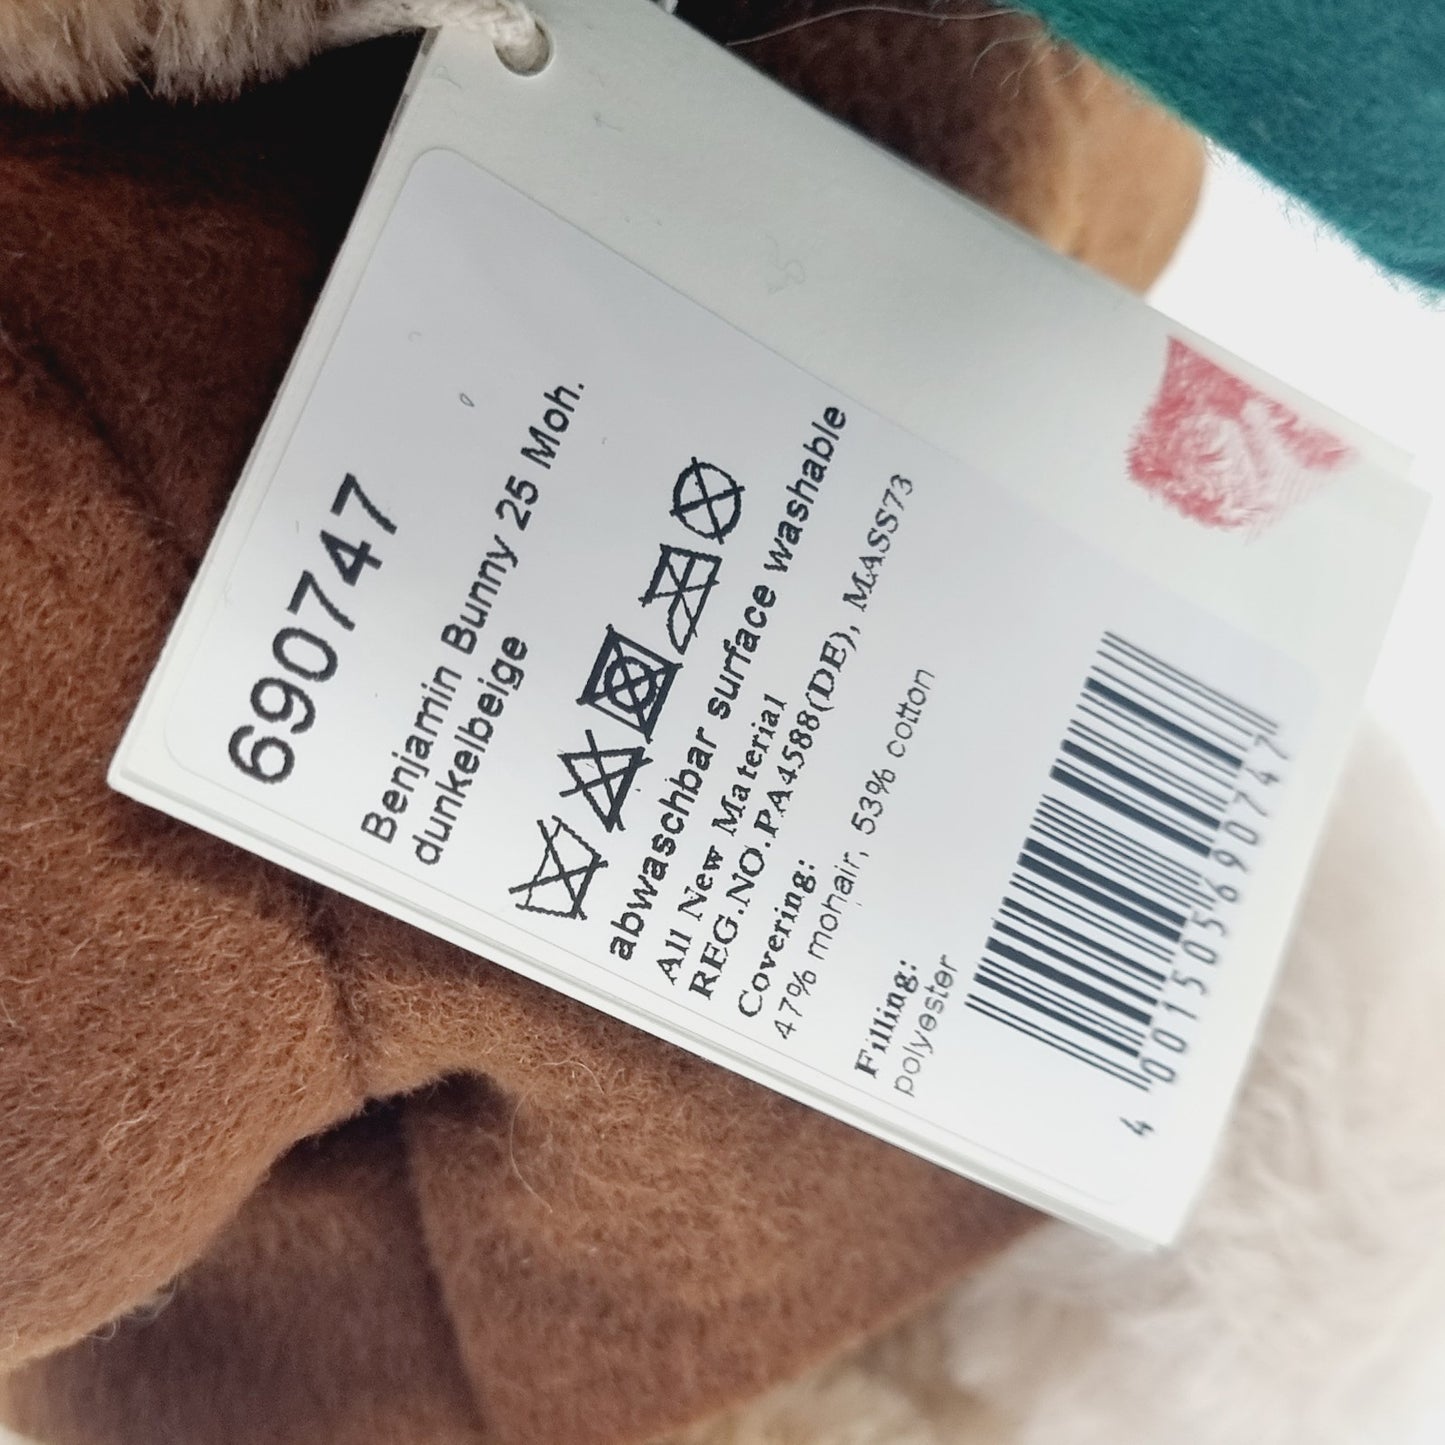 690747
Benjamin Bunny 25 Moh.
dunkelbeige
abwaschbar surface washable
All New Material
REG.NO.PA4588(DE), MASS73
Covering:
47% mohair, 53% cotton
Filling:
polyester
4 001505 690747